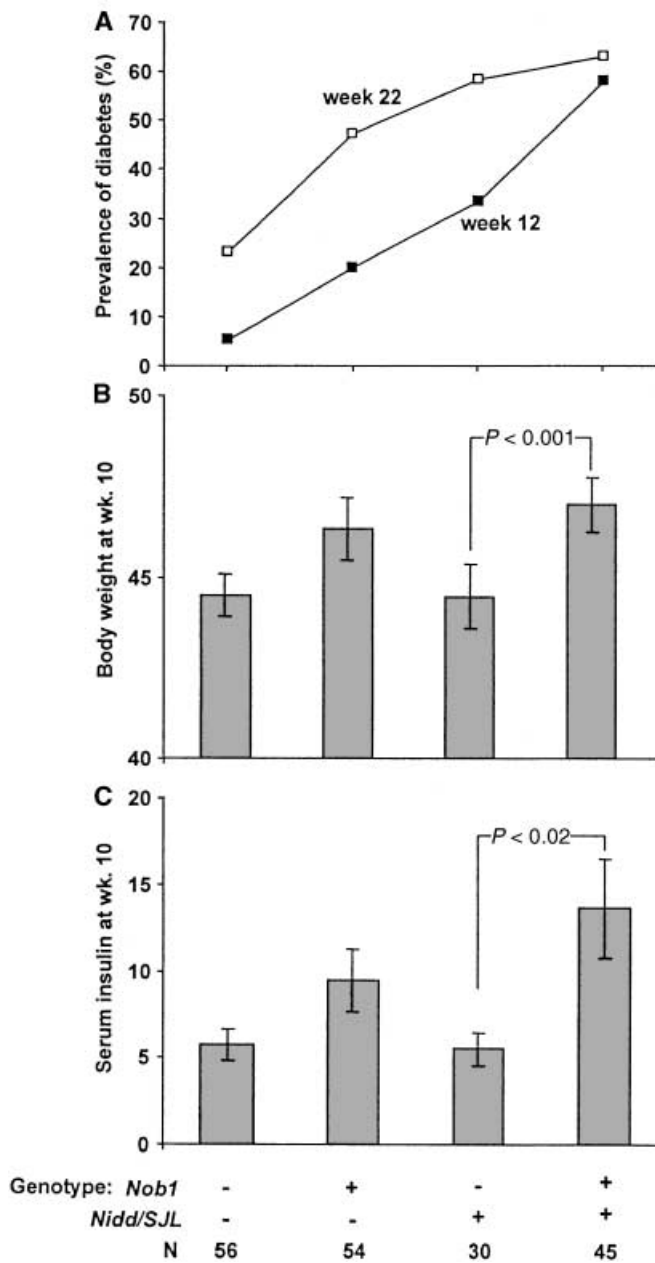 A
Prevalence of diabetes (%)
70
60
50
40
30
20
10
0
week 22
week 12
B
Body weight at wk. 10
50
45
40
P < 0.001
C
Serum insulin at wk. 10
20
15
10
5
0
P < 0.02
Genotype: Nob1 - + - +
Nidd/SJL - - + +
N 56 54 30 45